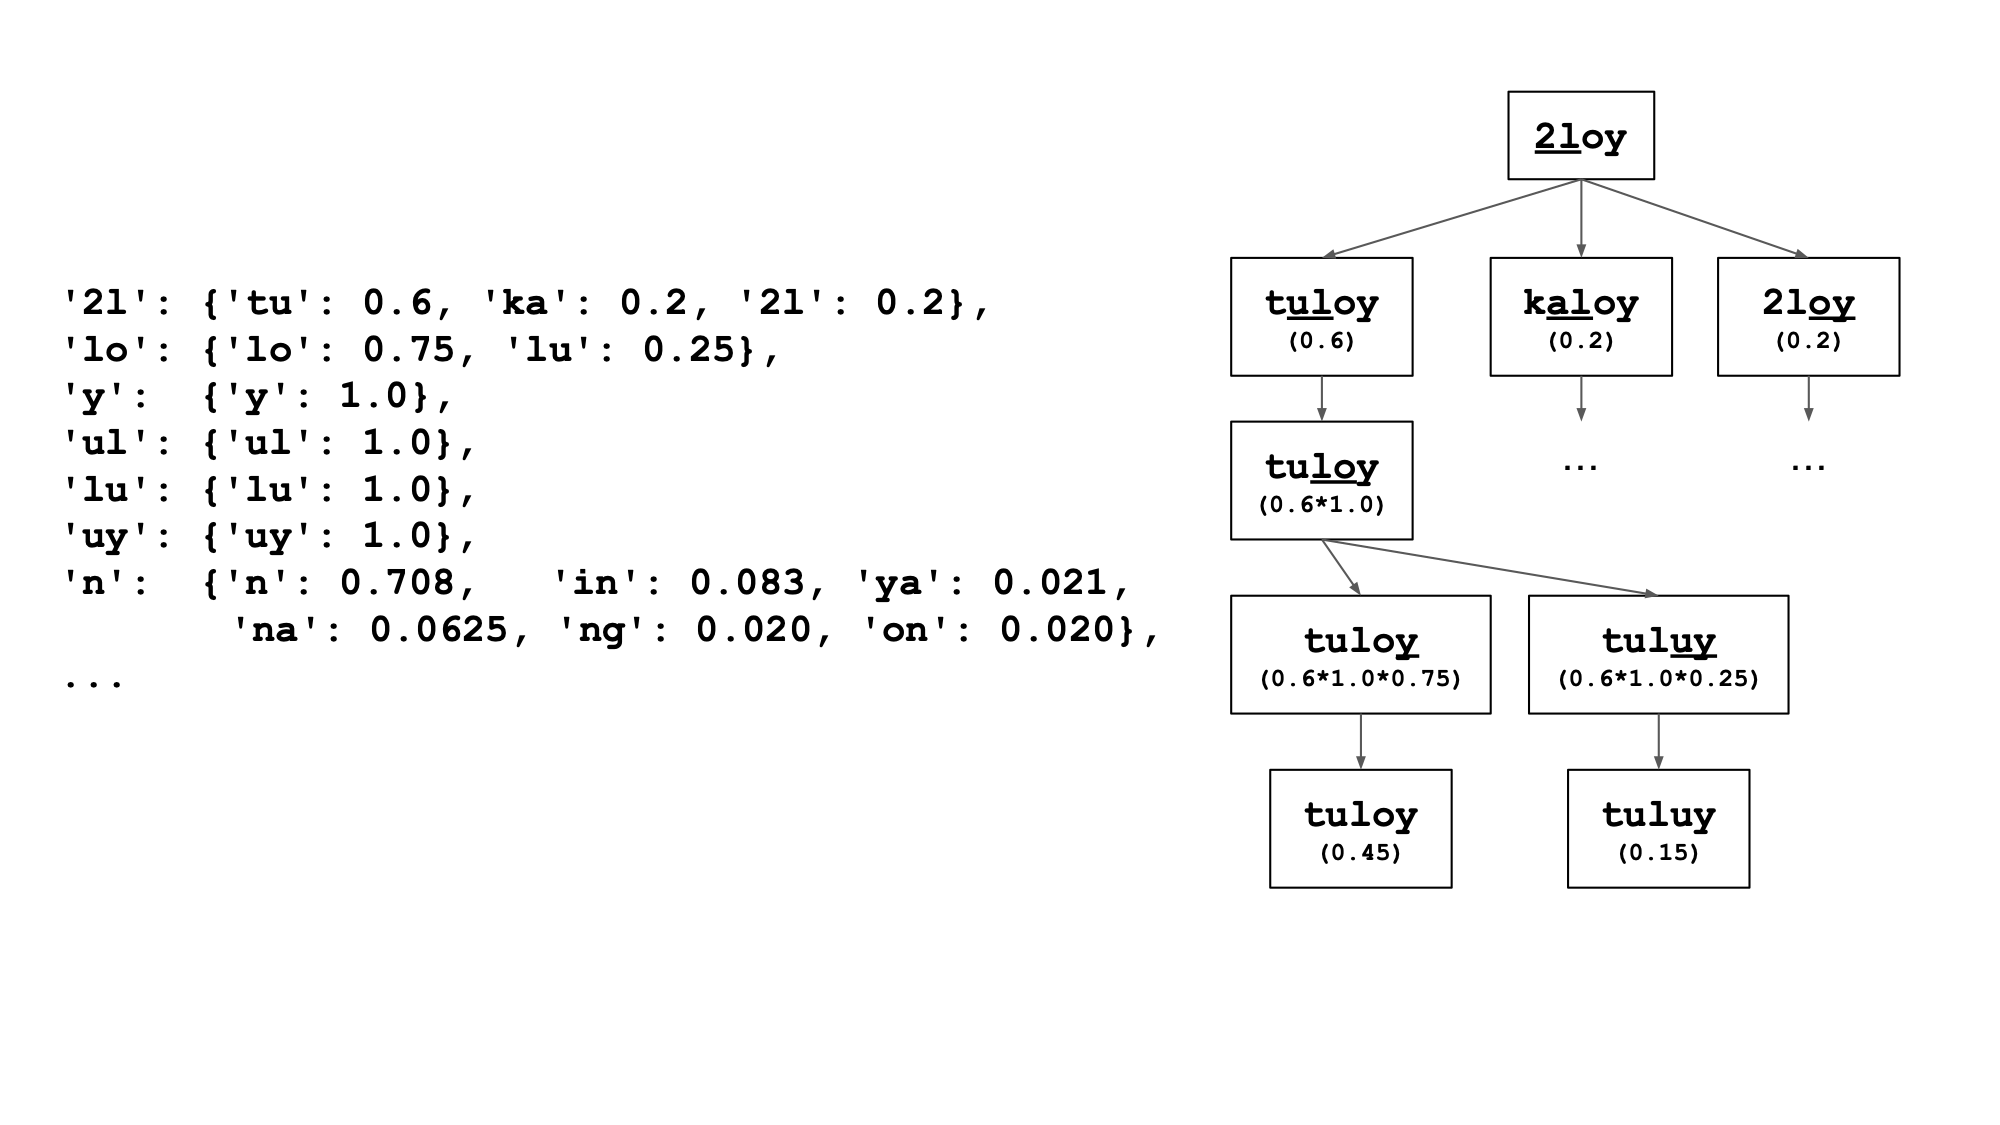 '2l': {'tu': 0.6, 'ka': 0.2, '2l': 0.2},
'lo': {'lo': 0.75, 'lu': 0.25},
'y':  {'y': 1.0},
'ul': {'ul': 1.0},
'lu': {'lu': 1.0},
'uy': {'uy': 1.0},
'n':  {'n': 0.708,   'in': 0.083, 'ya': 0.021,
'na': 0.0625, 'ng': 0.020, 'on': 0.020},
...
2loy
tuloy
(0.6)
kaloy
(0.2)
2loy
(0.2)
tuloy
(0.6*1.0)
...
...
tuloy
(0.6*1.0*0.75)
tuluy
(0.6*1.0*0.25)
tuloy
(0.45)
tuluy
(0.15)